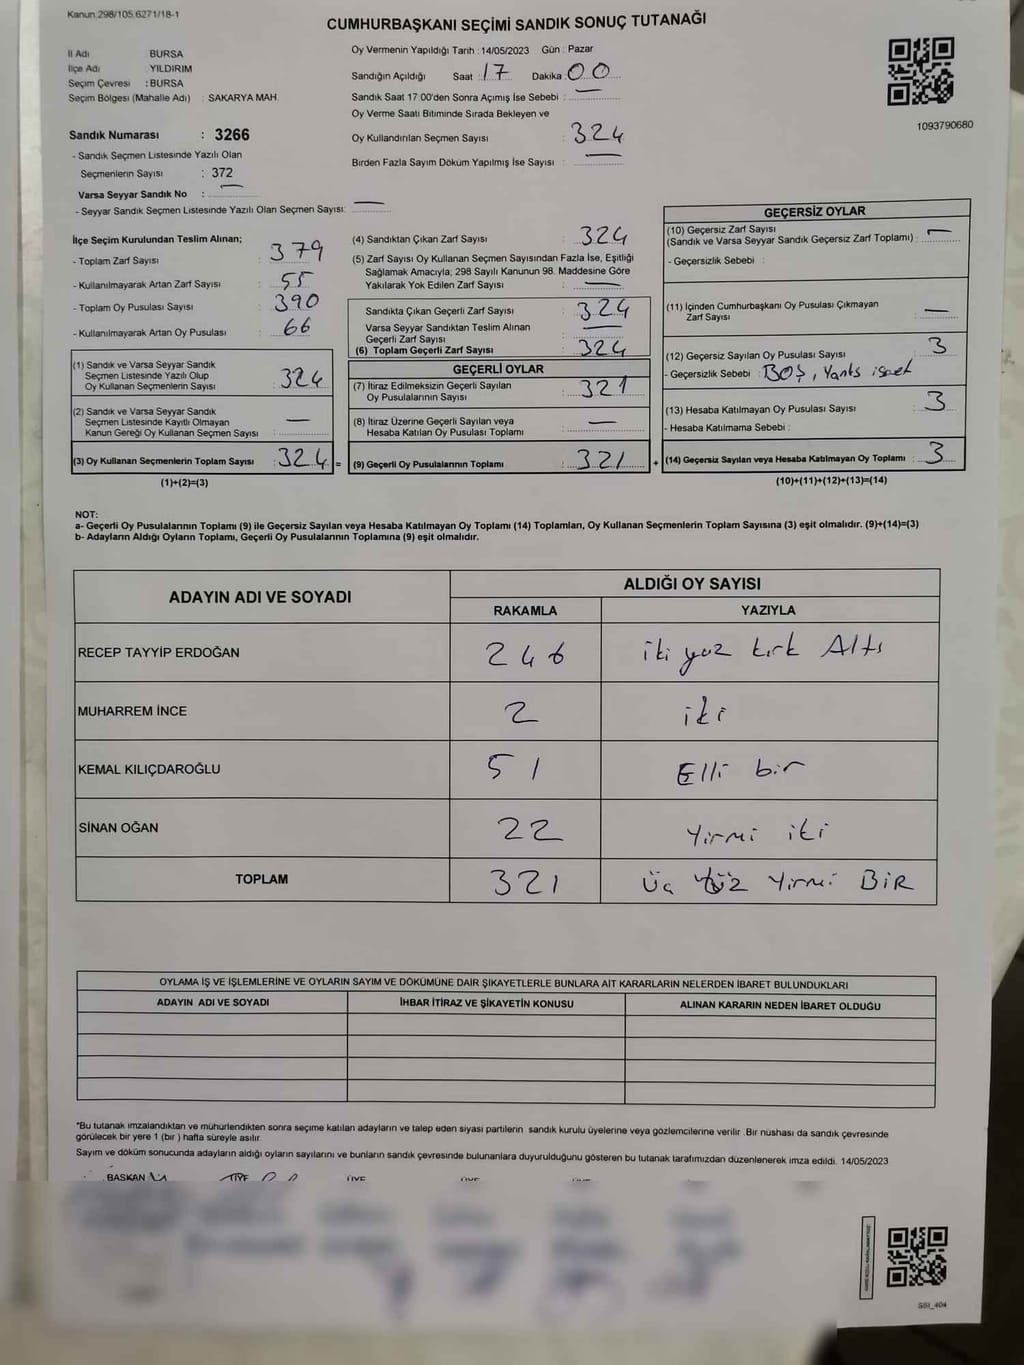 Kanun:298/105,6271/18-1
CUMHURBAŞKANI SEÇİMİ SANDIK SONUÇ TUTANAĞI
İl Adı BURSA
İlçe Adı : YILDIRIM
Seçim Çevresi : BURSA
Seçim Bölgesi (Mahalle Adı) : SAKARYA MAH.
Sandık Numarası : 3266
- Sandık Seçmen Listesinde Yazılı Olan
Seçmenlerin Sayısı : 372
Varsa Seyyar Sandık No : —
- Seyyar Sandık Seçmen Listesinde Yazılı Olan Seçmen Sayısı: —
Oy Vermenin Yapıldığı Tarih : 14/05/2023 Gün : Pazar
Sandığın Açıldığı Saat : 17 Dakika 00
Sandık Saat 17:00'den Sonra Açımış İse Sebebi : —
Oy Verme Saati Bitiminde Sırada Bekleyen ve
Oy Kullandırılan Seçmen Sayısı : 324
Birden Fazla Sayım Döküm Yapılmış İse Sayısı : —
1093790680
İlçe Seçim Kurulundan Teslim Alınan;
- Toplam Zarf Sayısı : 379
- Kullanılmayarak Artan Zarf Sayısı : 55
- Toplam Oy Pusulası Sayısı : 390
- Kullanılmayarak Artan Oy Pusulası : 66
(1) Sandık ve Varsa Seyyar Sandık
Seçmen Listesinde Yazılı Olup
Oy Kullanan Seçmenlerin Sayısı : 324
(2) Sandık ve Varsa Seyyar Sandık
Seçmen Listesinde Kayıtlı Olmayan
Kanun Gereği Oy Kullanan Seçmen Sayısı : —
(3) Oy Kullanan Seçmenlerin Toplam Sayısı : 324 =
(1)+(2)=(3)
(4) Sandıktan Çıkan Zarf Sayısı : 324
(5) Zarf Sayısı Oy Kullanan Seçmen Sayısından Fazla İse, Eşitliği
Sağlamak Amacıyla; 298 Sayılı Kanunun 98. Maddesine Göre
Yakılarak Yok Edilen Zarf Sayısı : —
Sandıkta Çıkan Geçerli Zarf Sayısı : 324
Varsa Seyyar Sandıktan Teslim Alınan
Geçerli Zarf Sayısı : —
(6) Toplam Geçerli Zarf Sayısı : 324
GEÇERLİ OYLAR
(7) İtiraz Edilmeksizin Geçerli Sayılan
Oy Pusulalarının Sayısı : 321
(8) İtiraz Üzerine Geçerli Sayılan veya
Hesaba Katılan Oy Pusulası Toplamı : —
(9) Geçerli Oy Pusulalarının Toplamı : 321 +
GEÇERSİZ OYLAR
(10) Geçersiz Zarf Sayısı
(Sandık ve Varsa Seyyar Sandık Geçersiz Zarf Toplamı) : —
- Geçersizlik Sebebi :
(11) İçinden Cumhurbaşkanı Oy Pusulası Çıkmayan
Zarf Sayısı : —
(12) Geçersiz Sayılan Oy Pusulası Sayısı : 3
- Geçersizlik Sebebi : BOŞ,
(13) Hesaba Katılmayan Oy Pusulası Sayısı : 3
- Hesaba Katılmama Sebebi :
(14) Geçersiz Sayılan veya Hesaba Katılmayan Oy Toplamı : 3
(10)+(11)+(12)+(13)=(14)
NOT:
a- Geçerli Oy Pusulalarının Toplamı (9) ile Geçersiz Sayılan veya Hesaba Katılmayan Oy Toplamı (14) Toplamları, Oy Kullanan Seçmenlerin Toplam Sayısına (3) eşit olmalıdır. (9)+(14)=(3)
b- Adayların Aldığı Oyların Toplamı, Geçerli Oy Pusulalarının Toplamına (9) eşit olmalıdır.
ADAYIN ADI VE SOYADI
ALDIĞI OY SAYISI
RAKAMLA YAZIYLA
RECEP TAYYİP ERDOĞAN 246 iki yüz kırk Altı
MUHARREM İNCE 2 iki
KEMAL KILIÇDAROĞLU 51 Elli bir
SİNAN OĞAN 22 Yirmi iki
TOPLAM 321 Üç Yüz Yirmi BİR
OYLAMA İŞ VE İŞLEMLERİNE VE OYLARIN SAYIM VE DÖKÜMÜNE DAİR ŞİKAYETLERLE BUNLARA AİT KARARLARIN NELERDEN İBARET BULUNDUKLARI
ADAYIN ADI VE SOYADI İHBAR İTİRAZ VE ŞİKAYETİN KONUSU ALINAN KARARIN NEDEN İBARET OLDUĞU
*Bu tutanak imzalandıktan ve mühürlendikten sonra seçime katılan adayların ve talep eden siyasi partilerin sandık kurulu üyelerine veya gözlemcilerine verilir .Bir nüshası da sandık çevresinde
görülecek bir yere 1 (bir ) hafta süreyle asılır.
Sayım ve döküm sonucunda adayların aldığı oyların sayılarını ve bunların sandık çevresinde bulunanlara duyurulduğunu gösteren bu tutanak tarafımızdan düzenlenerek imza edildi. 14/05/2023
BAŞKAN ÜYE ÜYE ÜYE ÜYE
SSI_404